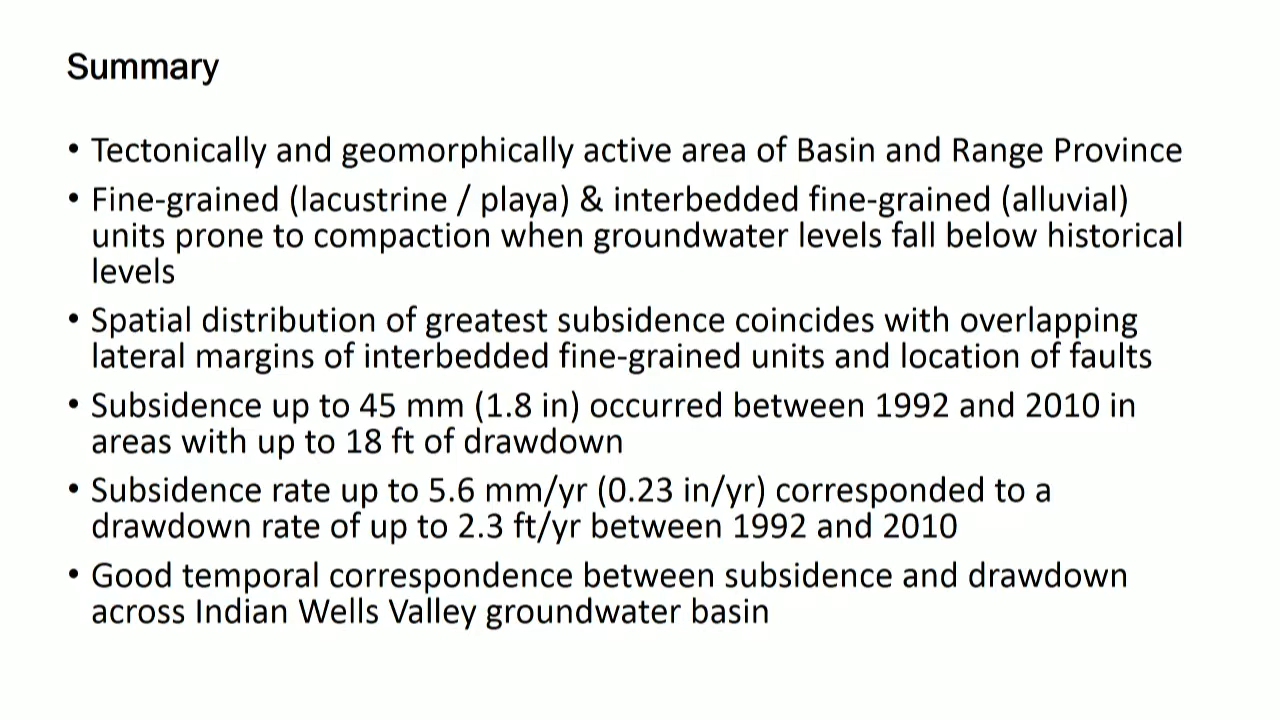 Summary
• Tectonically and geomorphically active area of Basin and Range Province
• Fine-grained (lacustrine / playa) & interbedded fine-grained (alluvial)
units prone to compaction when groundwater levels fall below historical
levels
• Spatial distribution of greatest subsidence coincides with overlapping
lateral margins of interbedded fine-grained units and location of faults
• Subsidence up to 45 mm (1.8 in) occurred between 1992 and 2010 in
areas with up to 18 ft of drawdown
• Subsidence rate up to 5.6 mm/yr (0.23 in/yr) corresponded to a
drawdown rate of up to 2.3 ft/yr between 1992 and 2010
• Good temporal correspondence between subsidence and drawdown
across Indian Wells Valley groundwater basin